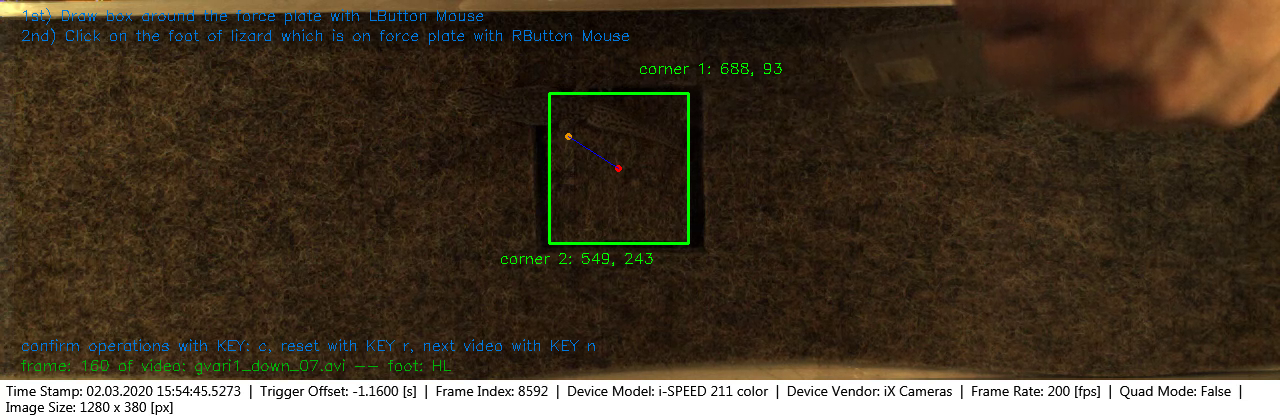 1st) Draw box around the force plate with LButton Mouse
2nd) Click on the foot of lizard which is on force plate with RButton Mouse
corner 1: 688, 93
corner 2: 549, 243
confirm operations with KEY: c, reset with KEY r, next video with KEY n
frame: 160 of video: gvari1_down_07.avi -- foot: HL
Time Stamp: 02.03.2020 15:54:45.5273 | Trigger Offset: -1.1600 [s] | Frame Index: 8592 | Device Model: i-SPEED 211 color | Device Vendor: iX Cameras | Frame Rate: 200 [fps] | Quad Mode: False |
Image Size: 1280 x 380 [px]